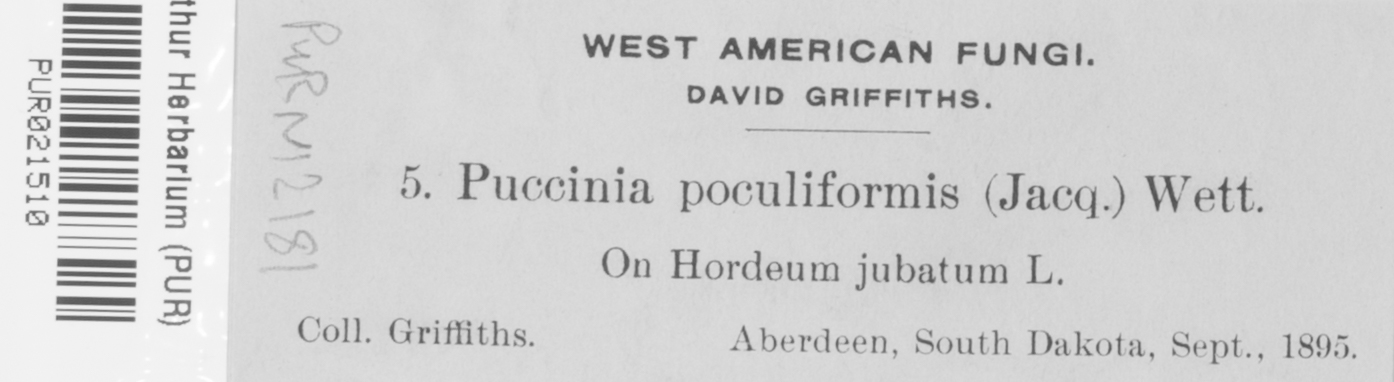 PUR021510
thur Herbarium (PUR)
PUR N12181
WEST AMERICAN FUNGI.
DAVID GRIFFITHS.
5. Puccinia poculiformis (Jacq.) Wett.
On Hordeum jubatum L.
Coll. Griffiths.
Aberdeen, South Dakota, Sept., 1895.